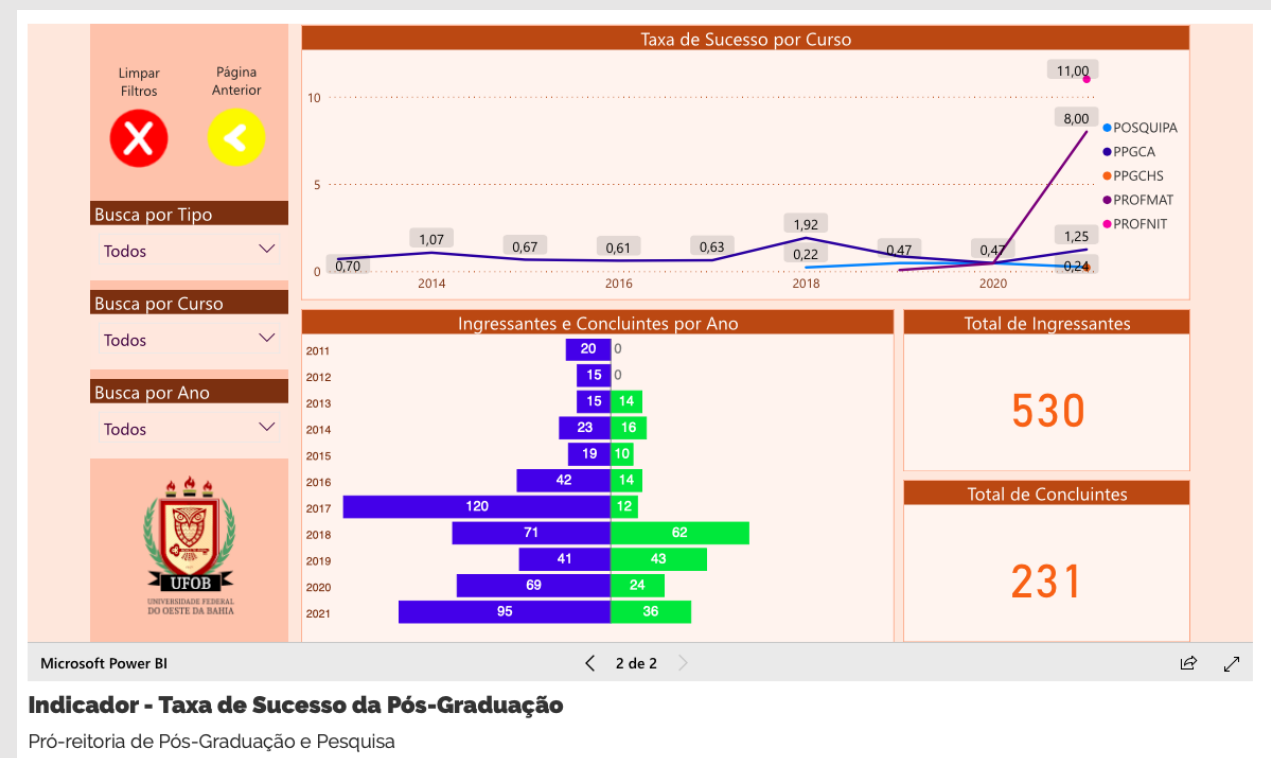 Limpar
Filtros
Página
Anterior
Busca por Tipo
Todos
Busca por Curso
Todos
Busca por Ano
Todos
UFOB
UNIVERSIDADE FEDERAL
DO OESTE DA BAHIA
Taxa de Sucesso por Curso
10
5
0
0,70
1,07
0,67
0,61
0,63
1,92
0,22
0,47
0,47
11,00
8,00
1,25
0,24
2014
2016
2018
2020
POSQUIPA
PPGCA
PPGCHS
PROFMAT
PROFNIT
Ingressantes e Concluintes por Ano
2011 20 0
2012 15 0
2013 15 14
2014 23 16
2015 19 10
2016 42 14
2017 120 12
2018 71 62
2019 41 43
2020 69 24
2021 95 36
Total de Ingressantes
530
Total de Concluintes
231
Microsoft Power BI
2 de 2
Indicador - Taxa de Sucesso da Pós-Graduação
Pró-reitoria de Pós-Graduação e Pesquisa